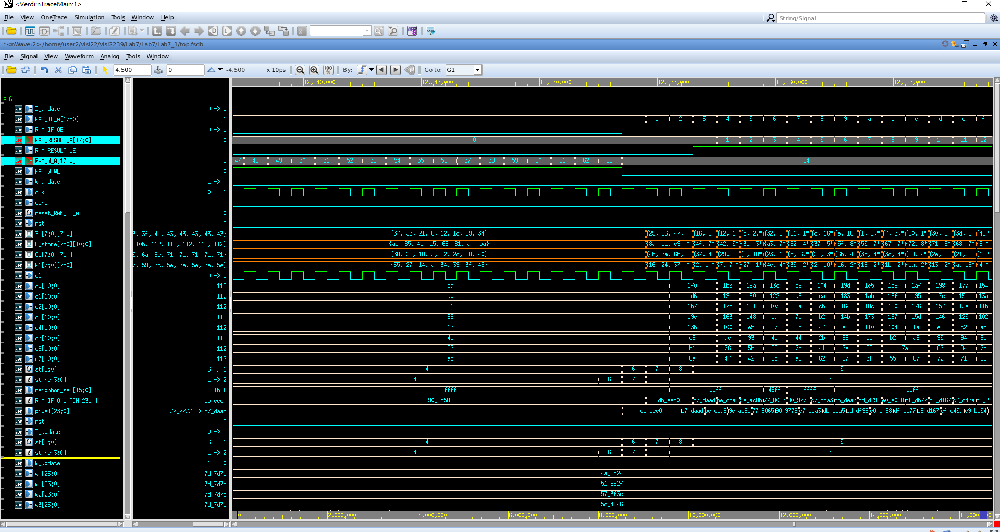 <Verdi:nTraceMain:1>
File View OneTrace Simulation Tools Window Help
String/Signal
*<nWave:2> /home/user2/vlsi22/vlsi2239/Lab7/Lab7/Lab7_1/top.fsdb
File Signal View Waveform Analog Tools Window
4,500 0 -4,500 x 10ps 100% By: Go to: G1
12,340,000 12,345,000 12,350,000 12,355,000 12,360,000 12,365,000
G1
D_update 0 -> 1
RAM_IF_A[17:0] 1 0 1 2 3 4 5 6 7 8 9 a b c d e f
RAM_IF_OE 0 -> 1
RAM_RESULT_A[17:0] 0 0 1 2 3 4 5 6 7 8 9 10 11 12
RAM_RESULT_WE 0
RAM_W_A[17:0] 0 47 48 49 50 51 52 53 54 55 56 57 58 59 60 61 62 63 64
RAM_W_WE 0
W_update 1 -> 0
clk 0 -> 1
done 0
reset_RAM_IF_A 0
rst 0
B1[7:0][7:0] 3, 3f, 41, 43, 43, 43, 43, 43} {3f, 35, 21, 8, 12, 1c, 29, 34} {29, 33, 47, * {16, 2* {12, 1* {c, 2,* {32, 2* {21, 1* {c, 16* {e, 18* {1, 9,* {f, 5,* {20, 1* {30, 2* {3d, 3* {43*
C_store[7:0][10:0] 10b, 112, 112, 112, 112, 112} {ac, 85, 4d, 15, 68, 81, a0, ba} {8a, b1, e9, * {4f, 7* {42, 5* {3c, 3* {a3, 7* {62, 4* {37, 5* {5f, 8* {55, 7* {67, 7* {72, 8* {71, 8* {68, 7* {60*
G1[7:0][7:0] 5, 6a, 6e, 71, 71, 71, 71, 71} {38, 29, 18, 3, 22, 2c, 38, 40} {4b, 5a, 6b, * {37, 4* {29, 3* {9, 18* {23, 1* {c, 3,* {29, 3* {3b, 4* {3c, 4* {3d, 4* {38, 4* {2e, 3* {21, 3* {19*
R1[7:0][7:0] 7, 59, 5c, 5e, 5e, 5e, 5e, 5e} {35, 27, 14, a, 34, 39, 3f, 46} {16, 24, 37, * {2, 10* {7, 7,* {27, 1* {4e, 4* {35, 2* {2, 10* {16, 2* {18, 2* {1b, 2* {1a, 2* {13, 2* {a, 18* {4,*
clk 0 -> 1
d0[10:0] 112 ba 1f0 1b5 19a 13c c3 104 19d 1c5 1b9 1af 198 177 154
d1[10:0] 112 a0 1d6 19b 180 122 a9 ea 183 1ab 19f 195 17e 15d 13a
d2[10:0] 112 81 1b7 17c 161 103 8a cb 164 18c 180 176 15f 13e 11b
d3[10:0] 112 68 19e 163 148 ea 71 b2 14b 173 167 15d 146 125 102
d4[10:0] 112 15 13b 100 e5 87 2c 4f e8 110 104 fa e3 c2 ab
d5[10:0] 112 4d e9 ae 93 41 44 2b 96 be b2 a8 95 94 8b
d6[10:0] 112 85 b1 76 5b 33 7c 41 5e 86 7a 85 84 7b
d7[10:0] 112 ac 8a 4f 42 3c a3 62 37 5f 55 67 72 71 68
st[3:0] 3 -> 1 4 6 7 8 5
st_ns[3:0] 1 -> 2 4 6 7 8 5
neighbor_sel[15:0] 1bff ffff 1bff 46ff ffff 1bff
RAM_IF_Q_LATCH[23:0] db_eec0 90_6b58 db_eec0 c7_daad be_cca9 9e_ac8b 77_8065 90_9776 c7_cca3 db_dea5 dd_df96 e0_e088 df_db77 d8_d167 cf_c45a c9_*
pixel[23:0] ZZ_ZZZZ -> c7_daad db_eec0 c7_daad be_cca9 9e_ac8b 77_8065 90_9776 c7_cca3 db_dea5 dd_df96 e0_e088 df_db77 d8_d167 cf_c45a c9_bc54
rst 0
D_update 0 -> 1
st[3:0] 3 -> 1 4 6 7 8 5
st_ns[3:0] 1 -> 2 4 6 7 8 5
W_update 1 -> 0
w0[23:0] 7d_7d7d 4a_2b24
w1[23:0] 7d_7d7d 51_332f
w2[23:0] 7d_7d7d 57_3f3c
w3[23:0] 7d_7d7d 5c_4946
0 2,000,000 4,000,000 6,000,000 8,000,000 10,000,000 12,000,000 14,000,000